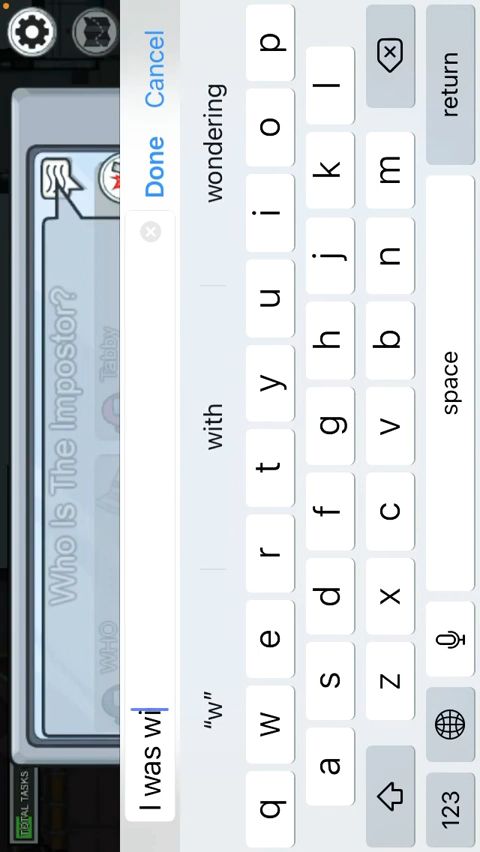 TOTAL TASKS
Who Is The Impostor?
WHO
Tabby
I was wi
Done
Cancel
"w"
with
wondering
q w e r t y u i o p
a s d f g h j k l
z x c v b n m
123
space
return